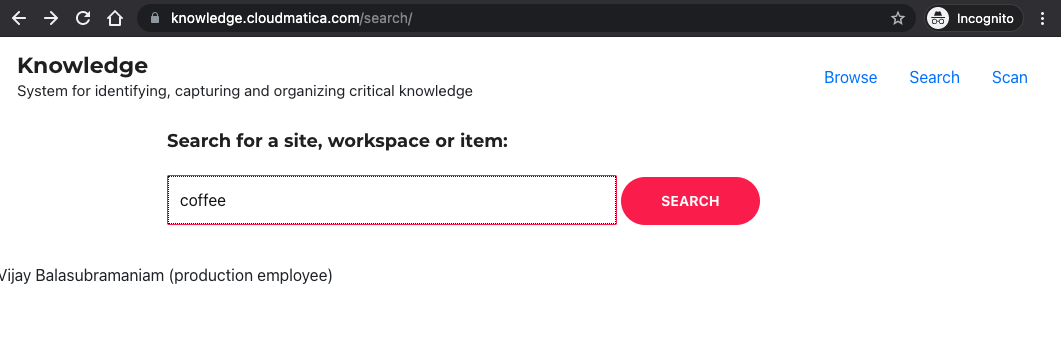 knowledge.cloudmatica.com/search/
Incognito
Knowledge
System for identifying, capturing and organizing critical knowledge
Browse
Search
Scan
Search for a site, workspace or item:
coffee
SEARCH
Vijay Balasubramaniam (production employee)